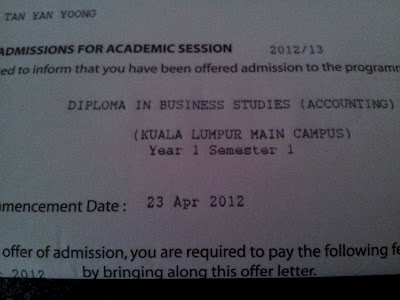 TAN YAN YOONG
ADMISSIONS FOR ACADEMIC SESSION 2012/13
ed to inform that you have been offered admission to the programm
DIPLOMA IN BUSINESS STUDIES (ACCOUNTING)
(KUALA LUMPUR MAIN CAMPUS)
Year 1 Semester 1
mmencement Date : 23 Apr 2012
offer of admission, you are required to pay the following fe
2012 by bringing along this offer letter.